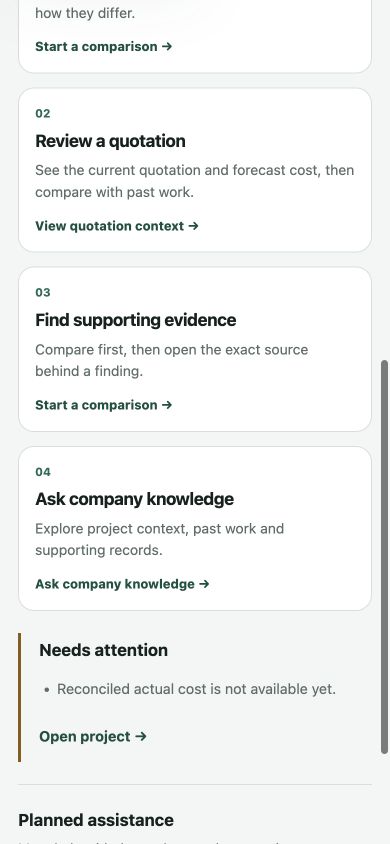 how they differ.
Start a comparison →
02
Review a quotation
See the current quotation and forecast cost, then
compare with past work.
View quotation context →
03
Find supporting evidence
Compare first, then open the exact source
behind a finding.
Start a comparison →
04
Ask company knowledge
Explore project context, past work and
supporting records.
Ask company knowledge →
Needs attention
• Reconciled actual cost is not available yet.
Open project →
Planned assistance